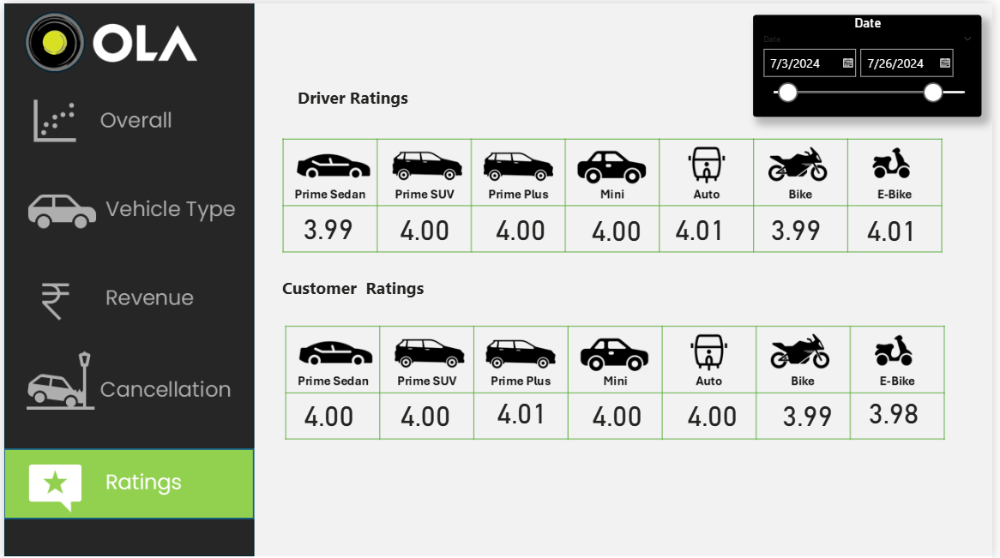 OLA
Overall
Vehicle Type
Revenue
Cancellation
Ratings
Date
Date
7/3/2024 7/26/2024
Driver Ratings
Prime Sedan Prime SUV Prime Plus Mini Auto Bike E-Bike
3.99 4.00 4.00 4.00 4.01 3.99 4.01
Customer Ratings
Prime Sedan Prime SUV Prime Plus Mini Auto Bike E-Bike
4.00 4.00 4.01 4.00 4.00 3.99 3.98